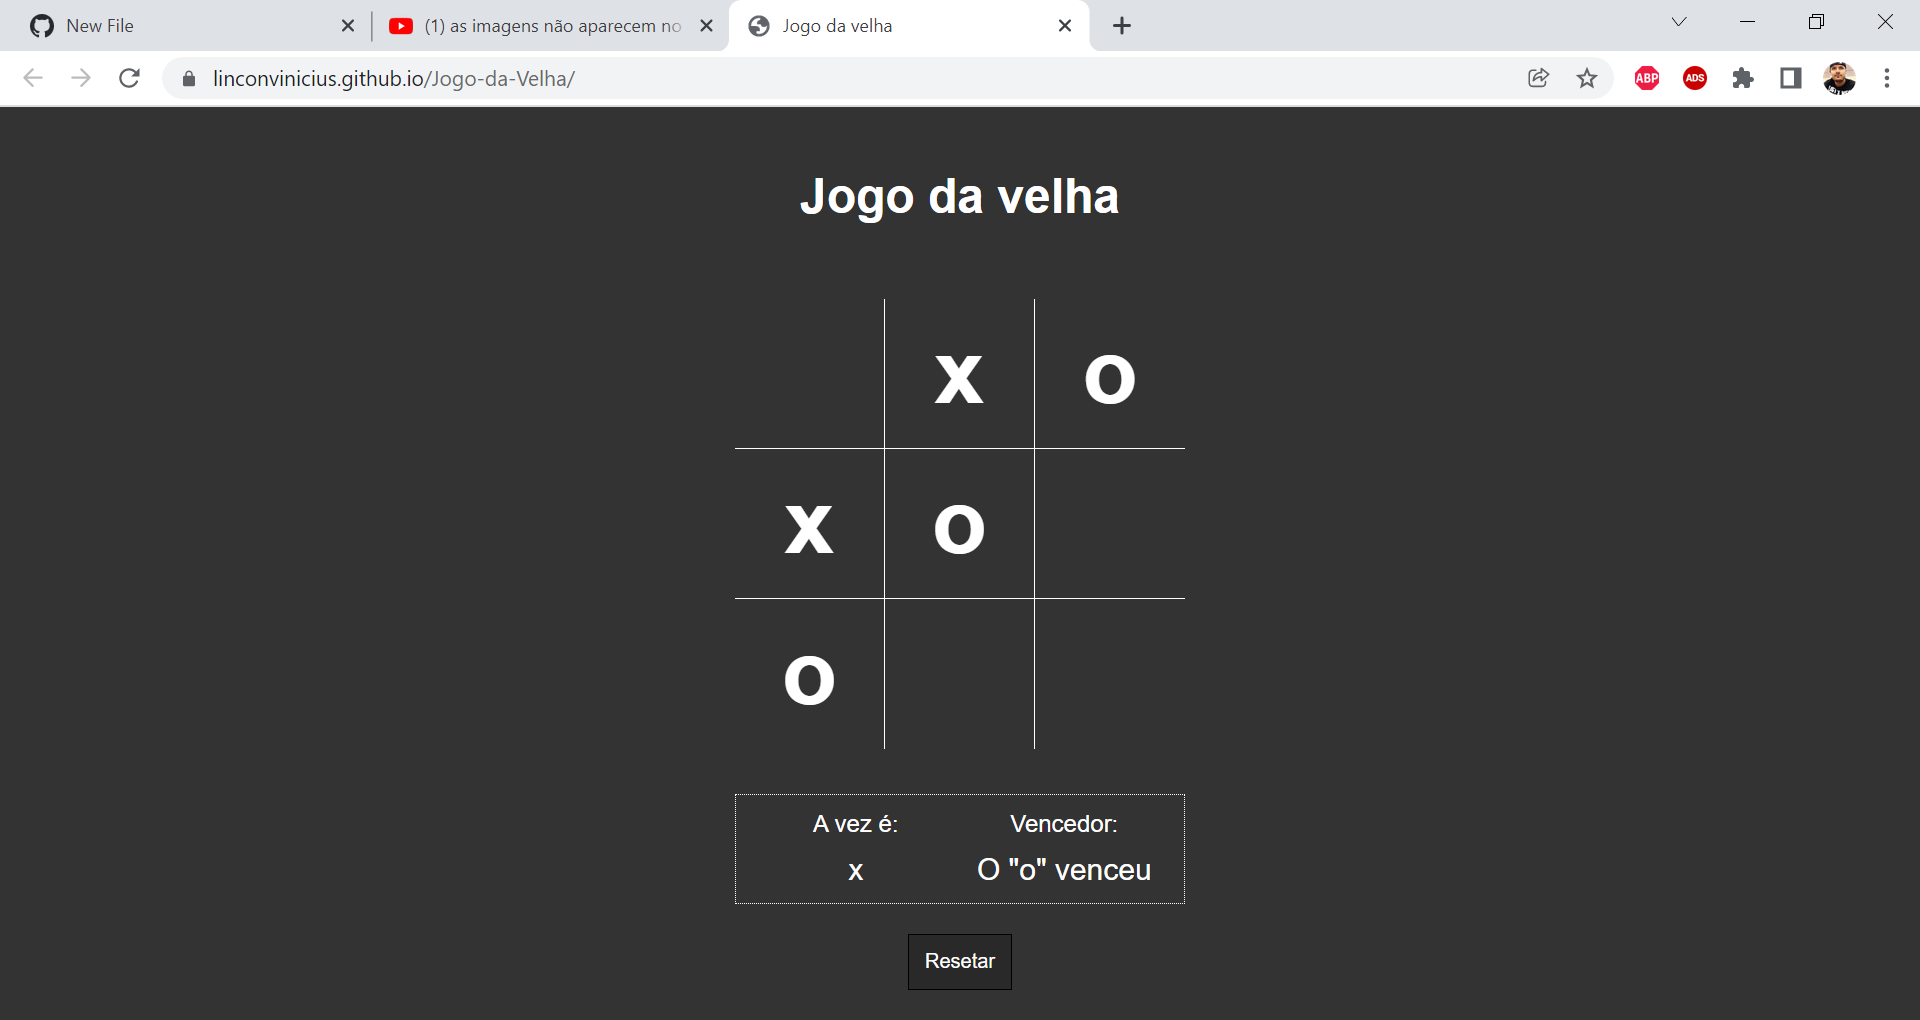 New File
(1) as imagens não aparecem no
Jogo da velha
linconvinicius.github.io/Jogo-da-Velha/
ABP
ADS
Jogo da velha
x o
x o
o
A vez é: Vencedor:
x O "o" venceu
Resetar